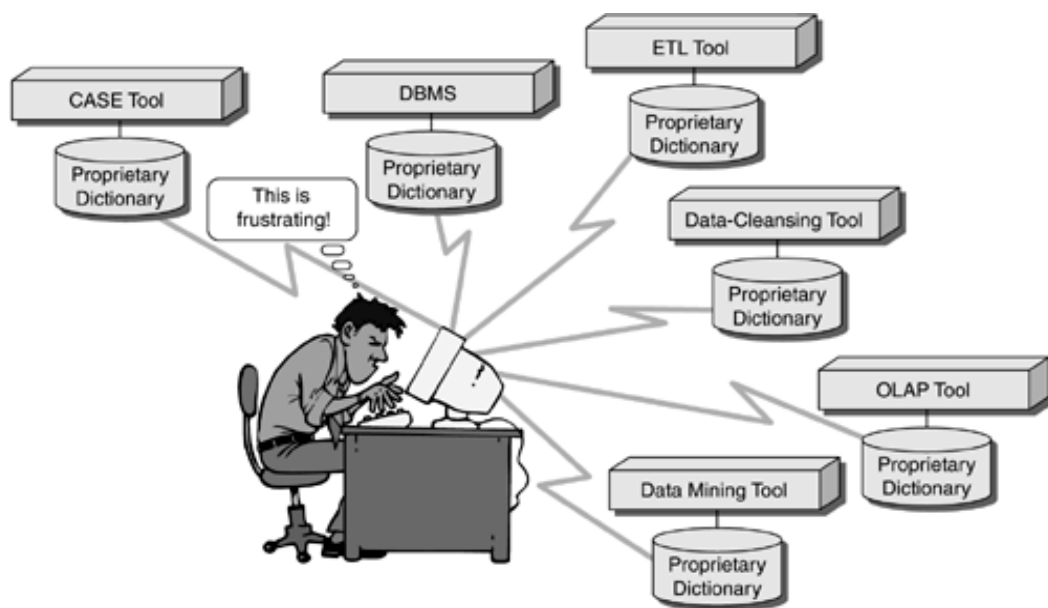 ETL Tool
Proprietary
Dictionary
CASE Tool
Proprietary
Dictionary
DBMS
Proprietary
Dictionary
This is
frustrating!
Data-Cleansing Tool
Proprietary
Dictionary
OLAP Tool
Proprietary
Dictionary
Data Mining Tool
Proprietary
Dictionary